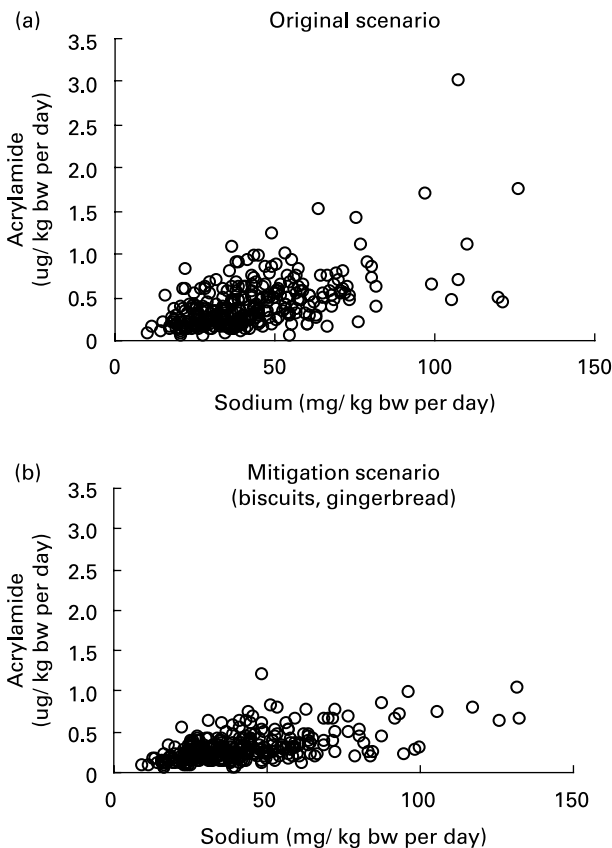 (a)
Original scenario
3.5
3.0
2.5
2.0
1.5
1.0
0.5
0
Acrylamide
(ug/ kg bw per day)
0
50
100
150
Sodium (mg/ kg bw per day)
(b)
Mitigation scenario
(biscuits, gingerbread)
3.5
3.0
2.5
2.0
1.5
1.0
0.5
0
Acrylamide
(ug/ kg bw per day)
0
50
100
150
Sodium (mg/ kg bw per day)